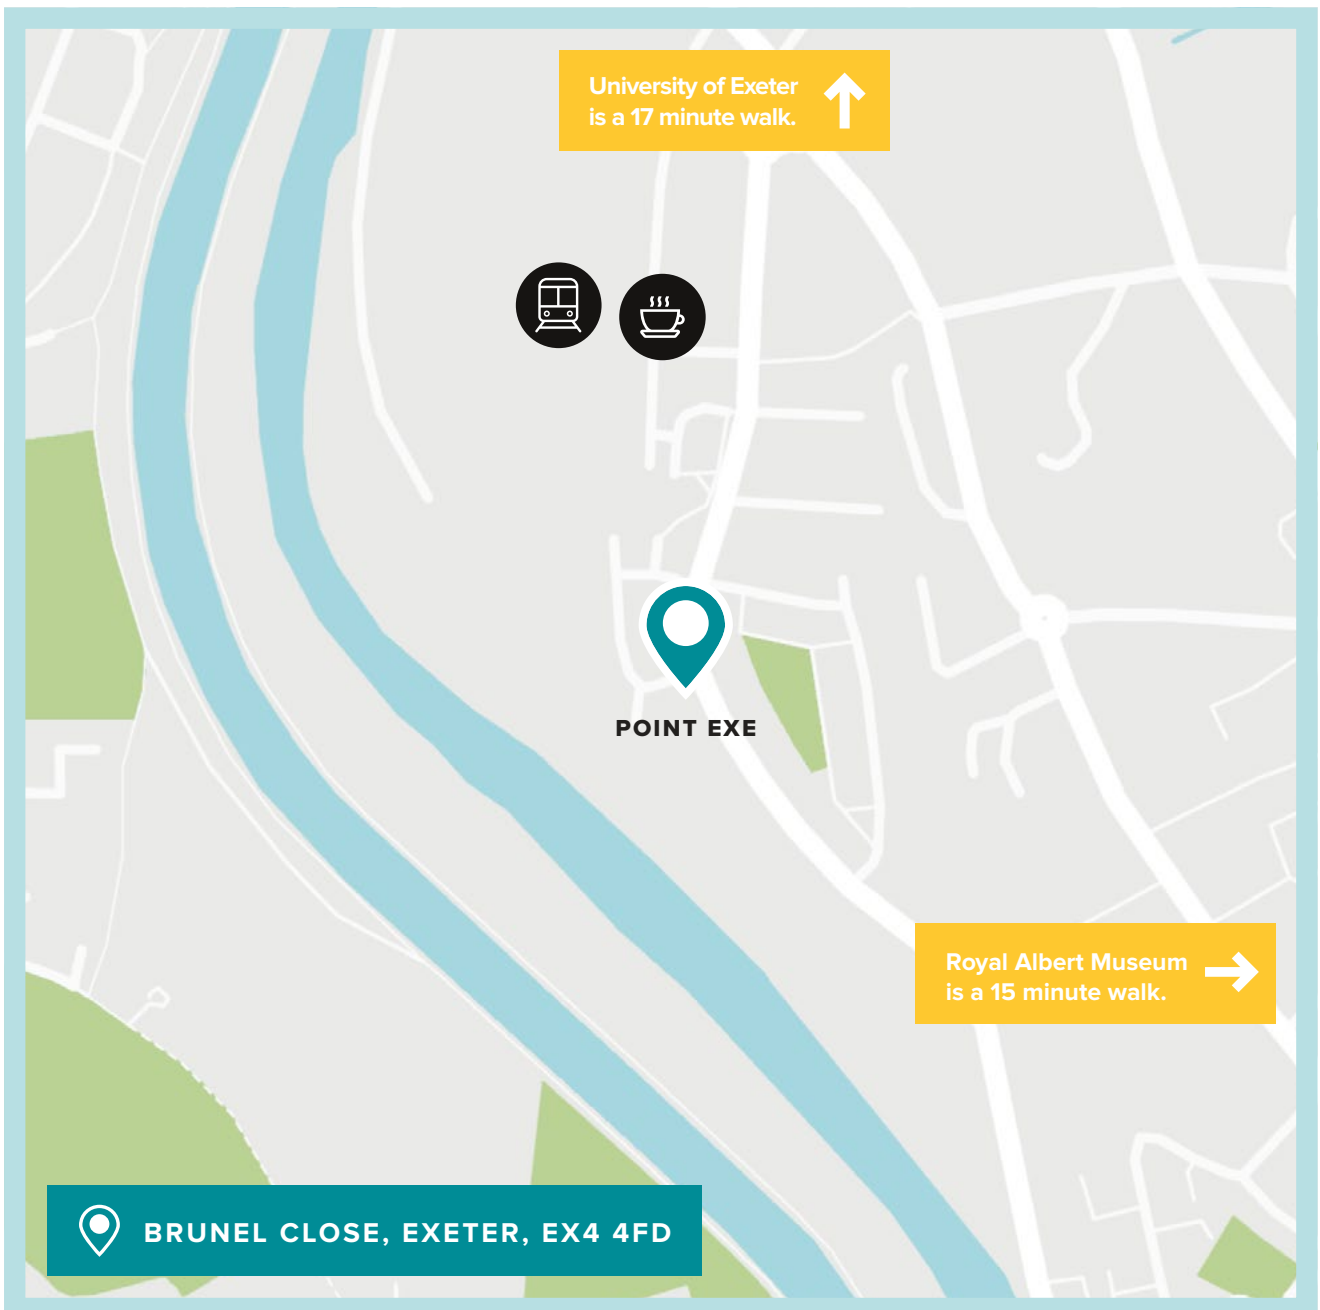 University of Exeter
is a 17 minute walk.
POINT EXE
Royal Albert Museum
is a 15 minute walk.
BRUNEL CLOSE, EXETER, EX4 4FD